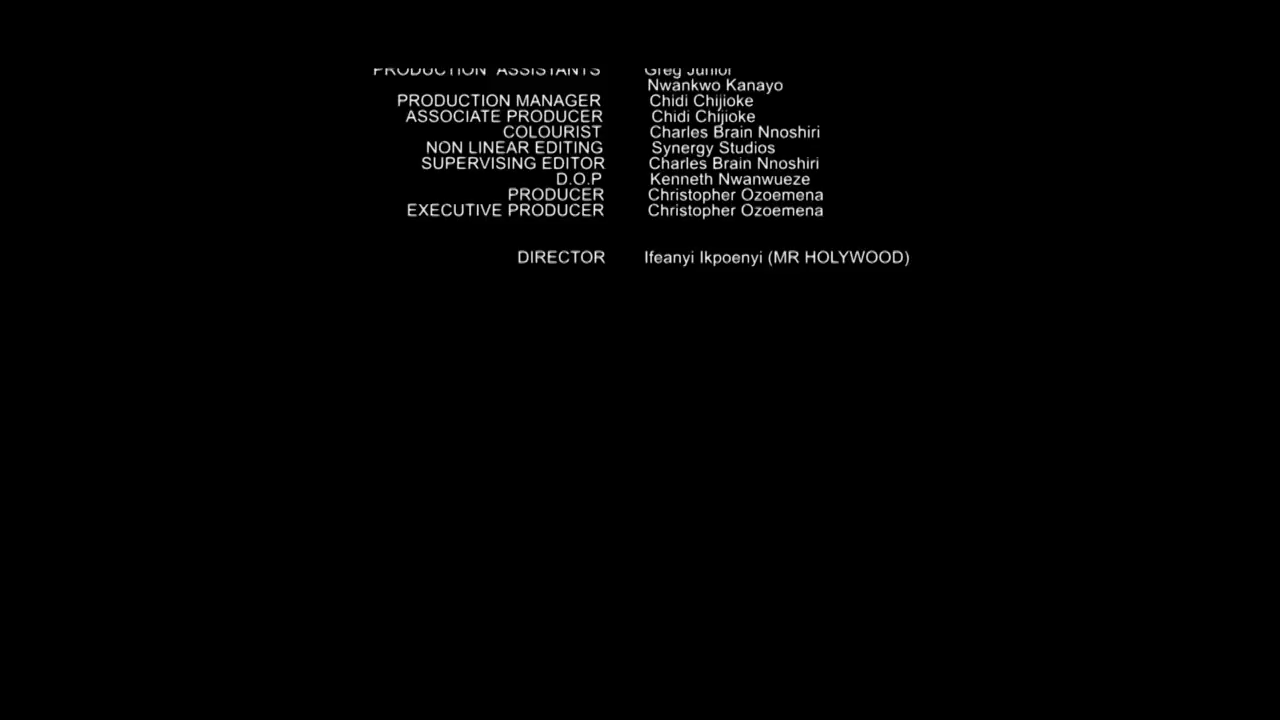 PRODUCTION ASSISTANTS Greg Junior
Nwankwo Kanayo
PRODUCTION MANAGER Chidi Chijioke
ASSOCIATE PRODUCER Chidi Chijioke
COLOURIST Charles Brain Nnoshiri
NON LINEAR EDITING Synergy Studios
SUPERVISING EDITOR Charles Brain Nnoshiri
D.O.P Kenneth Nwanwueze
PRODUCER Christopher Ozoemena
EXECUTIVE PRODUCER Christopher Ozoemena
DIRECTOR Ifeanyi Ikpoenyi (MR HOLYWOOD)